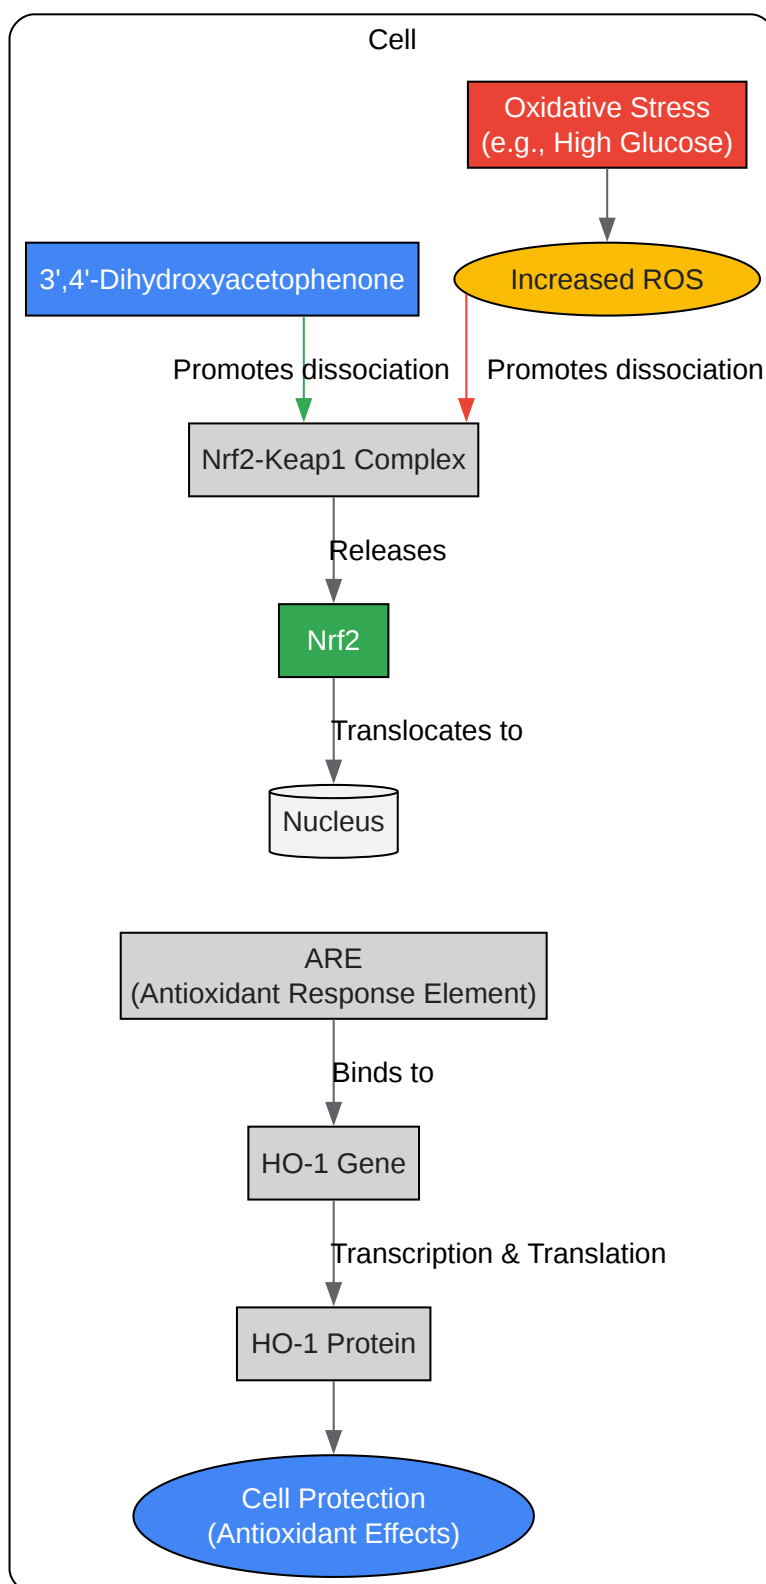 Cell
Oxidative Stress
(e.g., High Glucose)
3',4'-Dihydroxyacetophenone
Increased ROS
Promotes dissociation
Promotes dissociation
Nrf2-Keap1 Complex
Releases
Nrf2
Translocates to
Nucleus
ARE
(Antioxidant Response Element)
Binds to
HO-1 Gene
Transcription & Translation
HO-1 Protein
Cell Protection
(Antioxidant Effects)